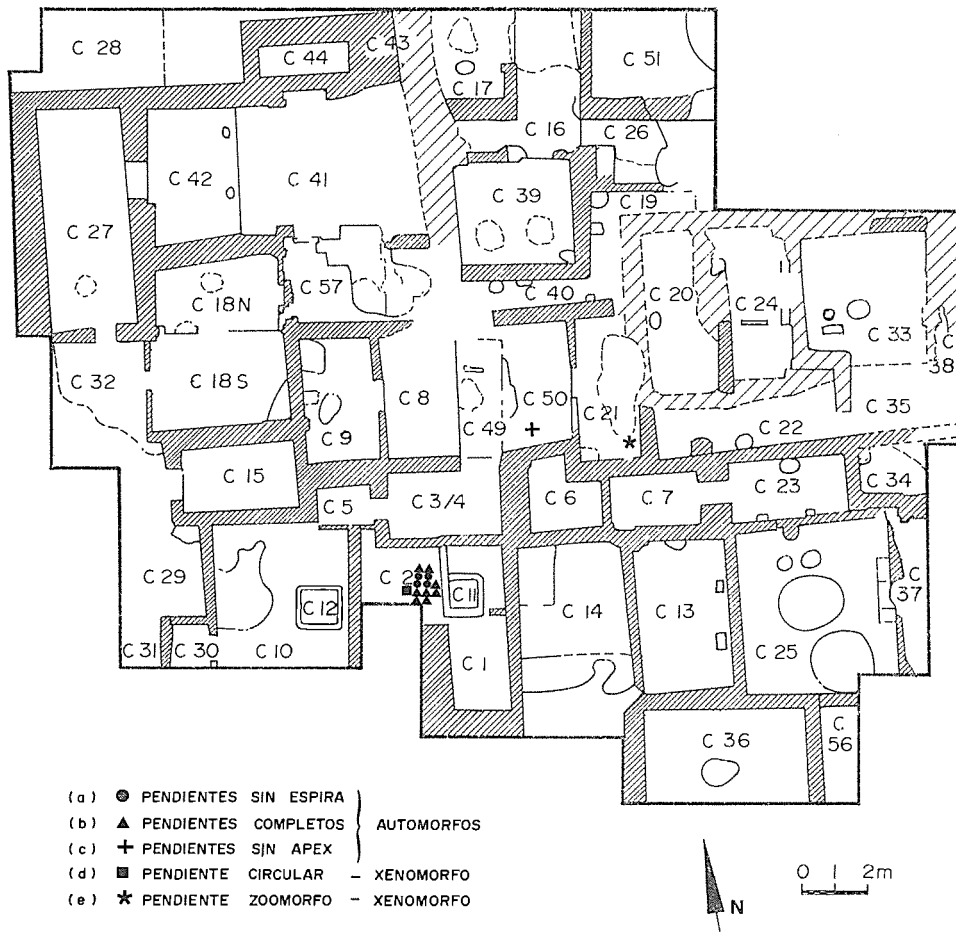 C 28
C 44
C 43
C 17
C 51
C 16
C 26
C 42
C 41
C 39
C 19
C 27
C 18N
C 57
C 40
C 20
C 24
C 33
C 38
C 32
C 18 S
C 8
C 50
C 35
C 9
C 49
C 21
C 22
C 15
C 5
C 3/4
C 6
C 7
C 23
C 34
C 29
C 2
C 11
C 12
C 14
C 13
C 37
C 31
C 30
C 10
C 1
C 25
C 36
C 56
(a) PENDIENTES SIN ESPIRA
(b) PENDIENTES COMPLETOS AUTOMORFOS
(c) PENDIENTES SIN APEX
(d) PENDIENTE CIRCULAR – XENOMORFO
(e) PENDIENTE ZOOMORFO – XENOMORFO
N
0 1 2m